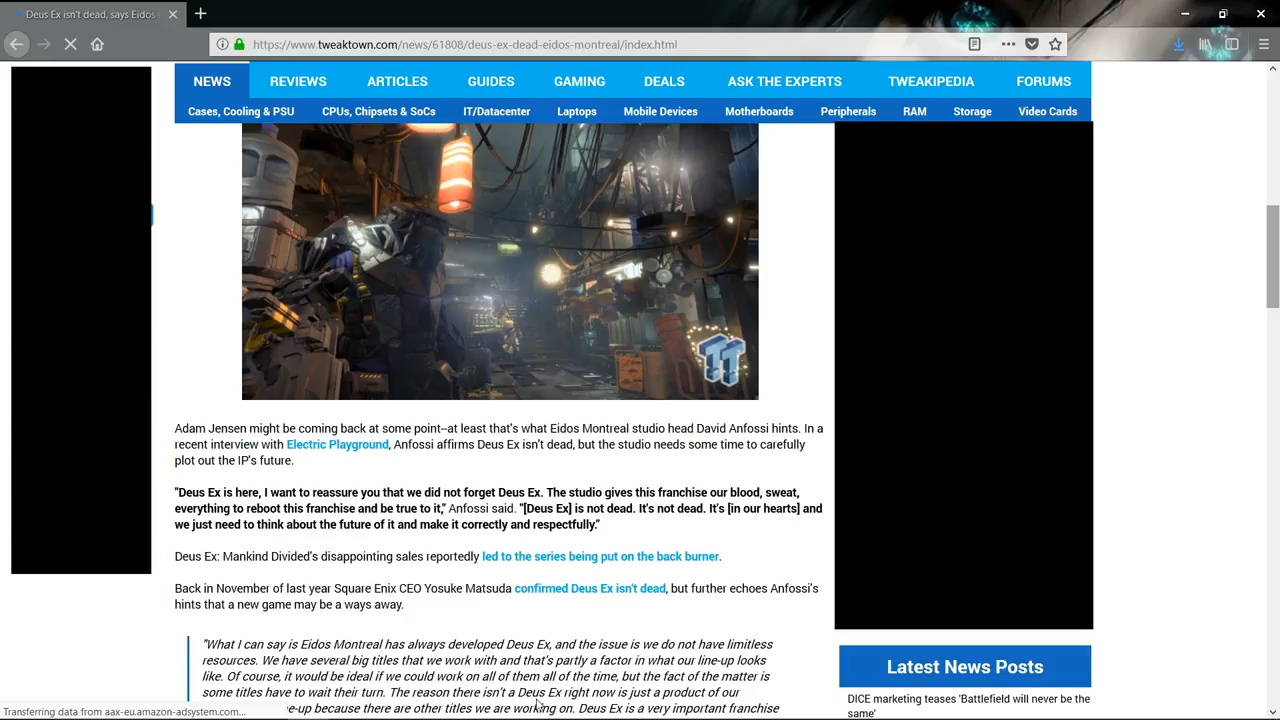 Deus Ex isn't dead, says Eidos
https://www.tweaktown.com/news/61808/deus-ex-dead-eidos-montreal/index.html
NEWS REVIEWS ARTICLES GUIDES GAMING DEALS ASK THE EXPERTS TWEAKIPEDIA FORUMS
Cases, Cooling & PSU CPUs, Chipsets & SoCs IT/Datacenter Laptops Mobile Devices Motherboards Peripherals RAM Storage Video Cards
TT
Adam Jensen might be coming back at some point--at least that's what Eidos Montreal studio head David Anfossi hints. In a
recent interview with Electric Playground, Anfossi affirms Deus Ex isn't dead, but the studio needs some time to carefully
plot out the IP's future.
"Deus Ex is here, I want to reassure you that we did not forget Deus Ex. The studio gives this franchise our blood, sweat,
everything to reboot this franchise and be true to it," Anfossi said. "[Deus Ex] is not dead. It's not dead. It's [in our hearts] and
we just need to think about the future of it and make it correctly and respectfully."
Deus Ex: Mankind Divided's disappointing sales reportedly led to the series being put on the back burner.
Back in November of last year Square Enix CEO Yosuke Matsuda confirmed Deus Ex isn't dead, but further echoes Anfossi's
hints that a new game may be a ways away.
"What I can say is Eidos Montreal has always developed Deus Ex, and the issue is we do not have limitless
resources. We have several big titles that we work with and that's partly a factor in what our line-up looks
like. Of course, it would be ideal if we could work on all of them all of the time, but the fact of the matter is
some titles have to wait their turn. The reason there isn't a Deus Ex right now is just a product of our
e-up because there are other titles we are working on. Deus Ex is a very important franchise
Latest News Posts
DICE marketing teases 'Battlefield will never be the
same'
Transferring data from aax-eu.amazon-adsystem.com...